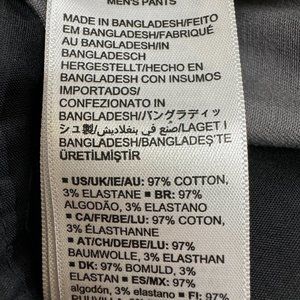 MEN'S PANTS
MADE IN BANGLADESH/FEITO
EM BANGLADESH/FABRIQUÉ
AU BANGLADESH/IN
BANGLADESCH
HERGESTELLT/HECHO EN
BANGLADESH CON INSUMOS
IMPORTADOS/
CONFEZIONATO IN
BANGLADESH/バングラディッ
シュ製/صنع في بنغلاديش/LAGET I
BANGLADESH/BANGLADEŞ'TE
ÜRETİLMİŞTİR
■ US/UK/IE/AU: 97% COTTON,
3% ELASTANE ■ BR: 97%
ALGODÃO, 3% ELASTANO
■ CA/FR/BE/LU: 97% COTON,
3% ÉLASTHANNE
■ AT/CH/DE/BE/LU: 97%
BAUMWOLLE, 3% ELASTHAN
■ DK: 97% BOMULD, 3%
ELASTAN ■ ES/MX: 97%
algodón, 3% elastano ■ FI: 97%